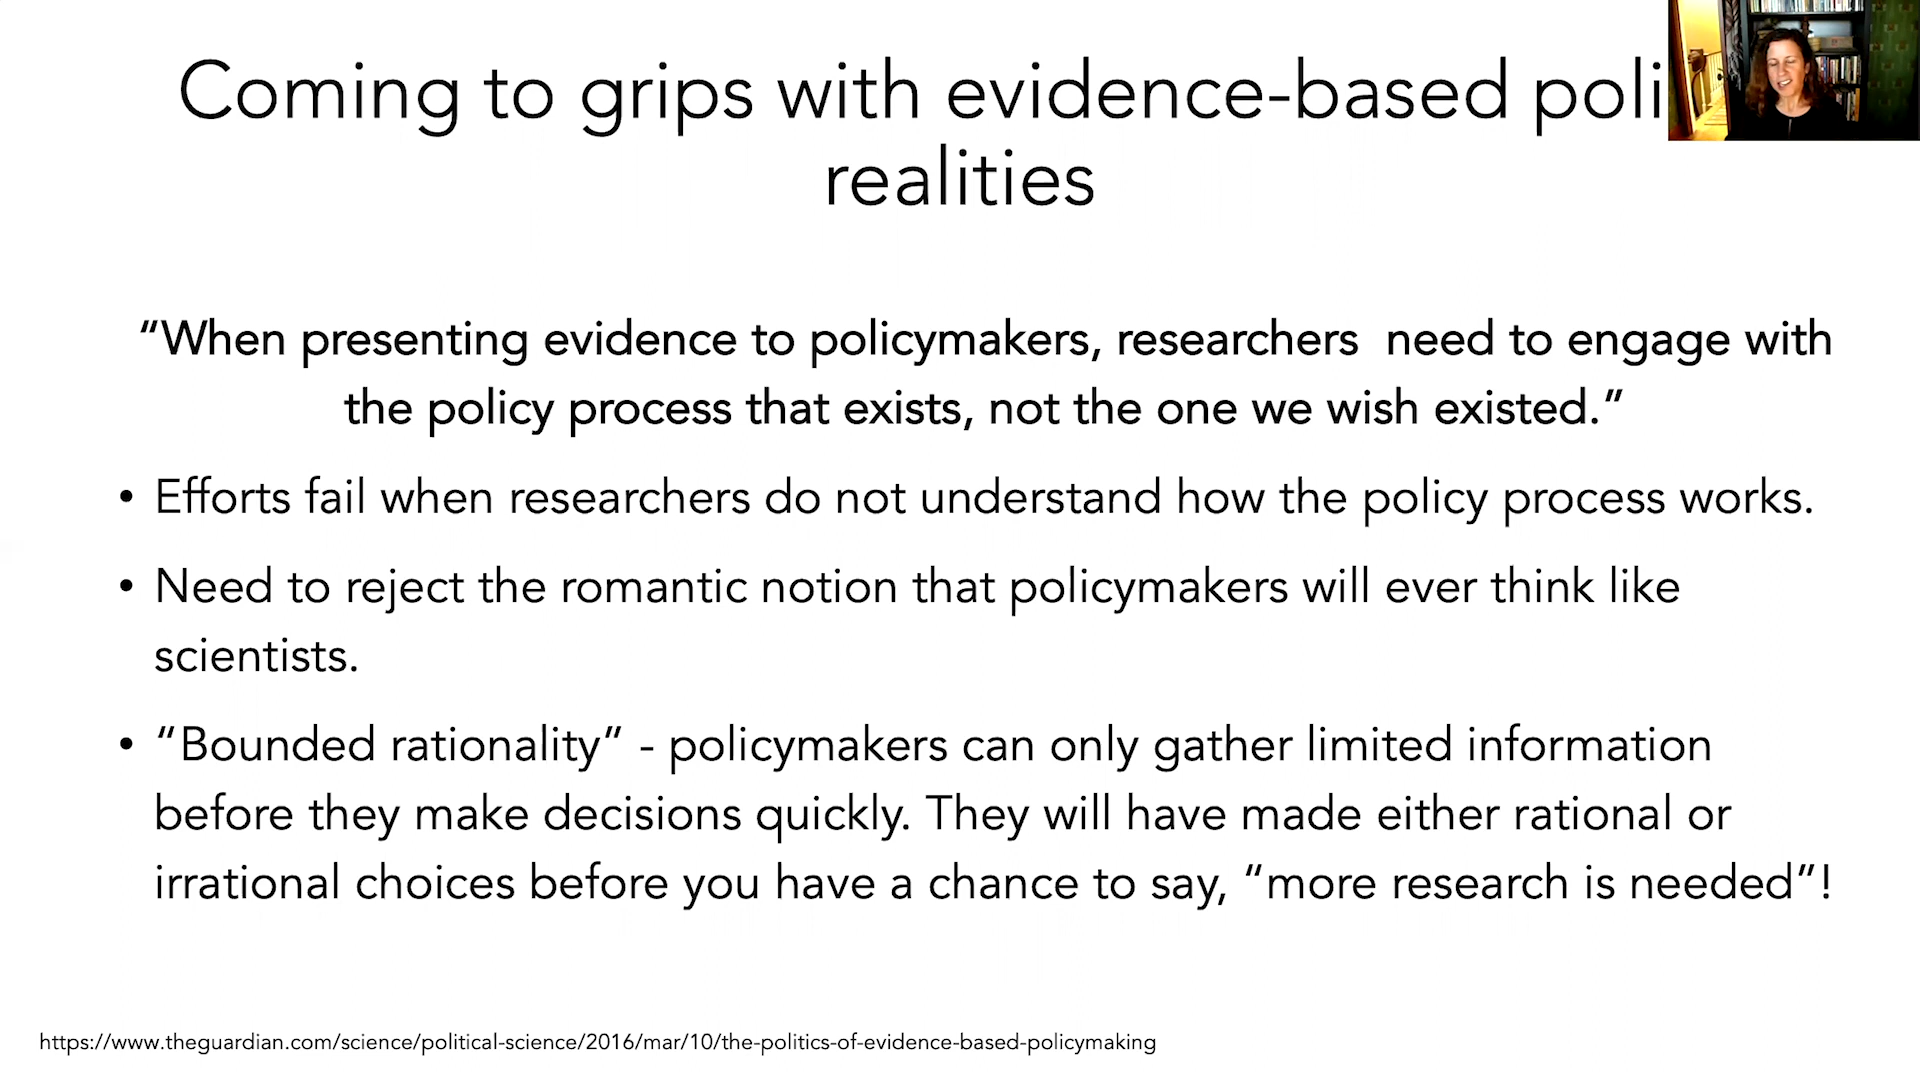 Coming to grips with evidence-based poli
realities
“When presenting evidence to policymakers, researchers  need to engage with
the policy process that exists, not the one we wish existed.”
• Efforts fail when researchers do not understand how the policy process works.
• Need to reject the romantic notion that policymakers will ever think like
scientists.
• “Bounded rationality” - policymakers can only gather limited information
before they make decisions quickly. They will have made either rational or
irrational choices before you have a chance to say, “more research is needed”!
https://www.theguardian.com/science/political-science/2016/mar/10/the-politics-of-evidence-based-policymaking